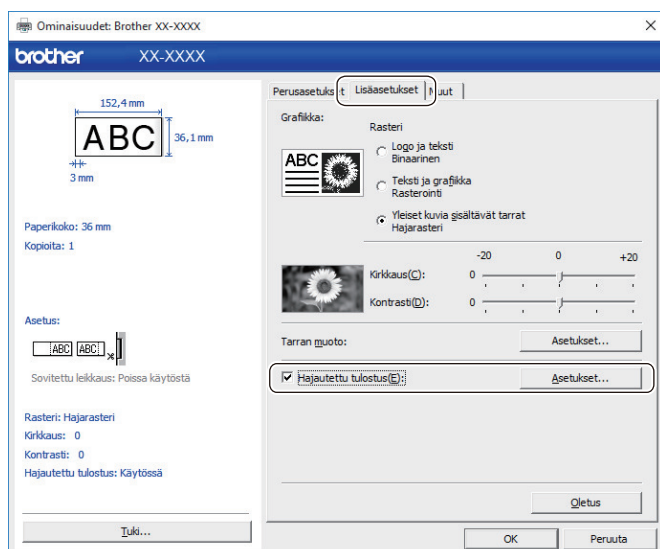 Ominaisuudet: Brother XX-XXXX
brother XX-XXXX
152,4 mm
ABC
36,1 mm
3 mm
Paperikoko: 36 mm
Kopioita: 1
Asetus:
ABC ABC
Sovitettu leikkaus: Poissa käytöstä
Rasteri: Hajarasteri
Kirkkaus: 0
Kontrasti: 0
Hajautettu tulostus: Käytössä
Tuki...
Lisäasetukset
Grafiikka:
ABC
Rasteri
Logo ja teksti
Binaarinen
Teksti ja grafiikka
Rasterointi
Yleiset kuvia sisältävät tarrat
Hajarasteri
-20 0 +20
Kirkkaus(C): 0
Kontrasti(D): 0
Tarran muoto: Asetukset...
Hajautettu tulostus(E): Asetukset...
Oletus
OK Peruuta